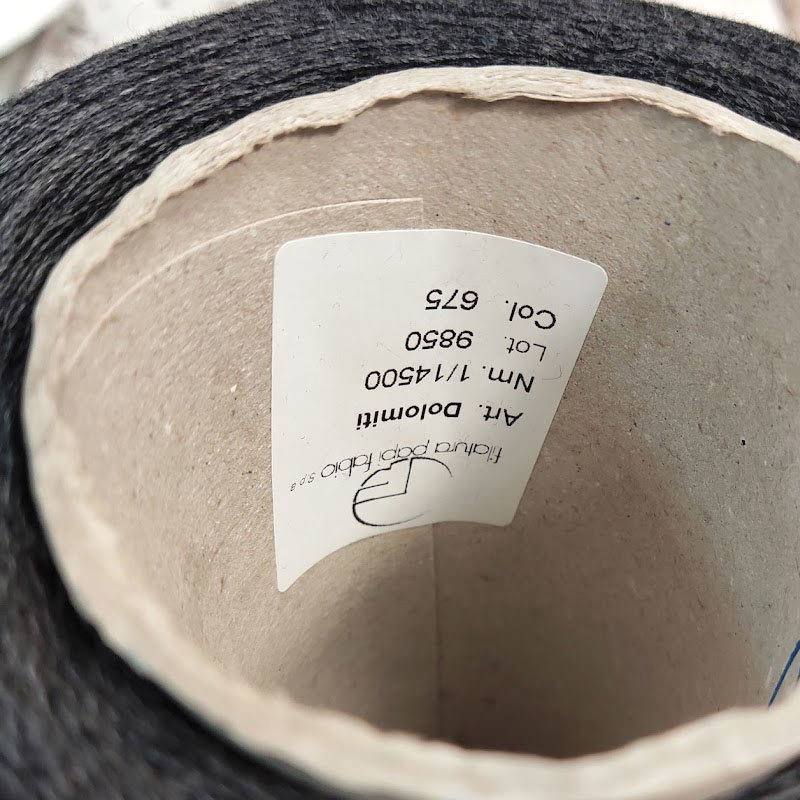 filatura papi fabio s.p.a
Art. Dolomiti
Nm. 1/14500
Lot. 9850
Col. 675